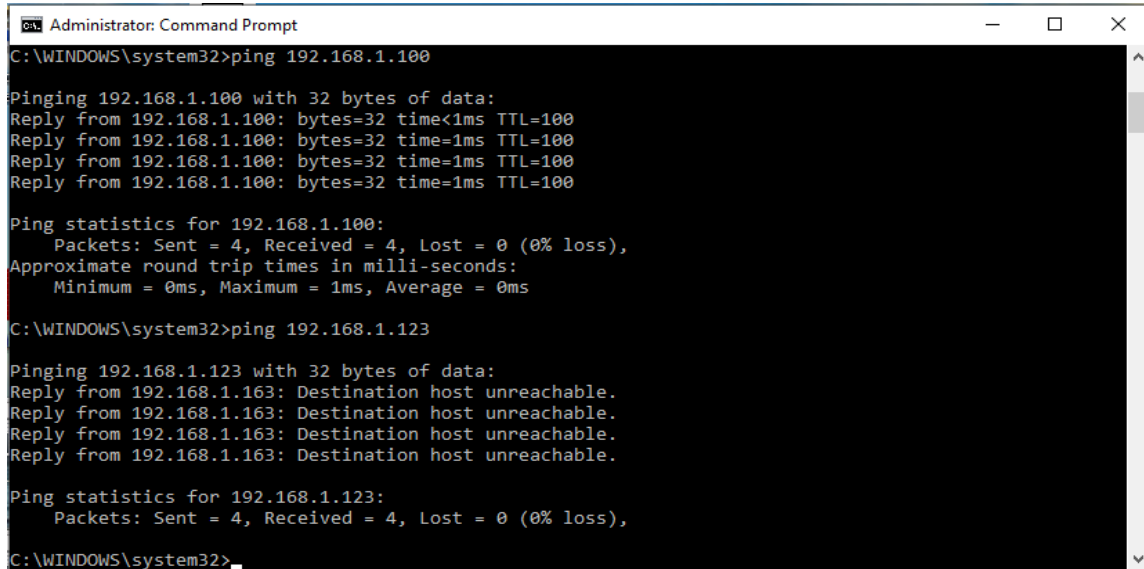 Administrator: Command Prompt
C:\WINDOWS\system32>ping 192.168.1.100
Pinging 192.168.1.100 with 32 bytes of data:
Reply from 192.168.1.100: bytes=32 time<1ms TTL=100
Reply from 192.168.1.100: bytes=32 time=1ms TTL=100
Reply from 192.168.1.100: bytes=32 time=1ms TTL=100
Reply from 192.168.1.100: bytes=32 time=1ms TTL=100
Ping statistics for 192.168.1.100:
    Packets: Sent = 4, Received = 4, Lost = 0 (0% loss),
Approximate round trip times in milli-seconds:
    Minimum = 0ms, Maximum = 1ms, Average = 0ms
C:\WINDOWS\system32>ping 192.168.1.123
Pinging 192.168.1.123 with 32 bytes of data:
Reply from 192.168.1.163: Destination host unreachable.
Reply from 192.168.1.163: Destination host unreachable.
Reply from 192.168.1.163: Destination host unreachable.
Reply from 192.168.1.163: Destination host unreachable.
Ping statistics for 192.168.1.123:
    Packets: Sent = 4, Received = 4, Lost = 0 (0% loss),
C:\WINDOWS\system32>